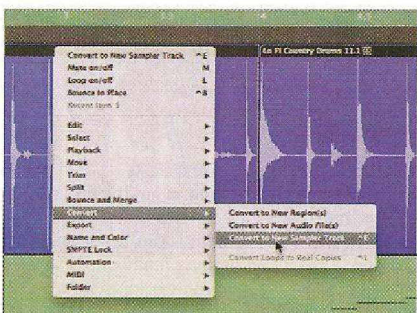 Lo Fi Country Drums 11.1
Convert to New Sampler Track ^E
Mute on/off M
Loop on/off L
Bounce in Place ^B
Recent Item
Edit
Select
Playback
Move
Trim
Split
Bounce and Merge
Convert
Export
Name and Color
SMPTE Lock
Automation
MIDI
Folder
Convert to New Region(s)
Convert to New Audio File(s)
Convert to New Sampler Track ^E
Convert Loops to Real Copies ^L